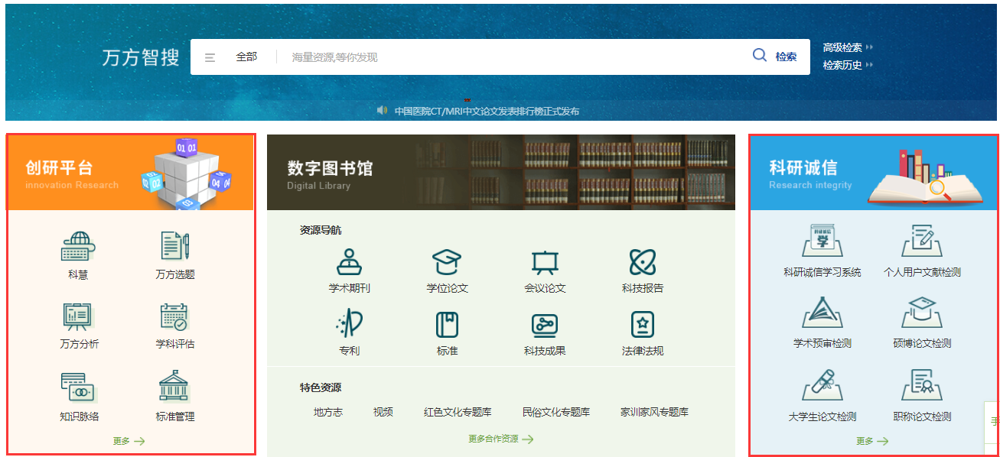 万方智搜 全部 海量资源,等你发现 检索 高级检索
检索历史
中国医院CT/MRI中文论文发表排行榜正式发布
创研平台
innovation Research
01 01
02 02
04 04
03
科慧 万方选题
万方分析 学科评估
知识脉络 标准管理
更多
数字图书馆
Digital Library
资源导航
学术期刊 学位论文 会议论文 科技报告
专利 标准 科技成果 法律法规
特色资源
地方志 视频 红色文化专题库 民俗文化专题库 家训家风专题库
更多合作资源
科研诚信
Research integrity
学
科研诚信学习系统 个人用户文献检测
学术预审检测 硕博论文检测
大学生论文检测 职称论文检测
更多